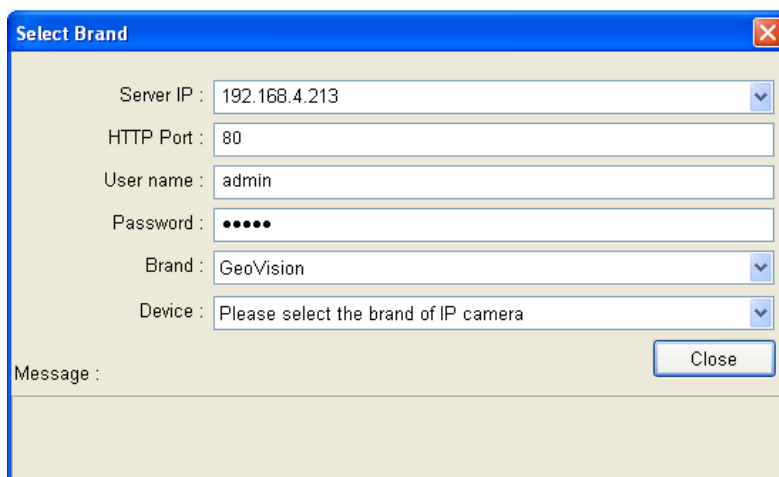 Select Brand
Server IP : 192.168.4.213
HTTP Port : 80
User name : admin
Password : •••••
Brand : GeoVision
Device : Please select the brand of IP camera
Close
Message :